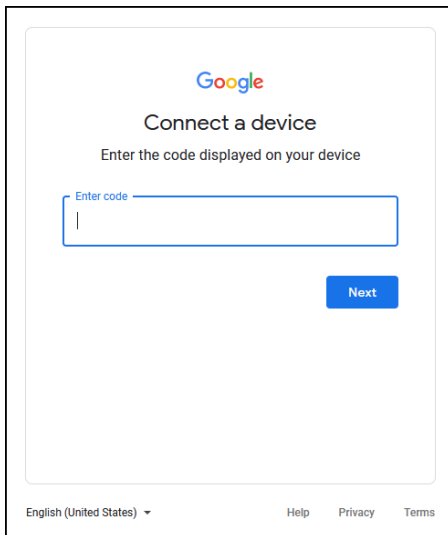 Google
Connect a device
Enter the code displayed on your device
Enter code
Next
English (United States)
Help Privacy Terms